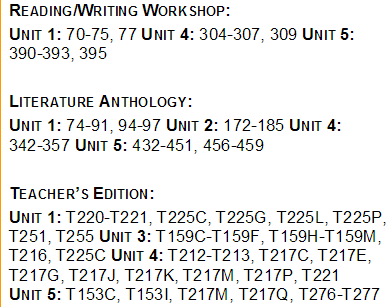 READING/WRITING WORKSHOP:
UNIT 1: 70-75, 77 UNIT 4: 304-307, 309 UNIT 5:
390-393, 395
LITERATURE ANTHOLOGY:
UNIT 1: 74-91, 94-97 UNIT 2: 172-185 UNIT 4:
342-357 UNIT 5: 432-451, 456-459
TEACHER'S EDITION:
UNIT 1: T220-T221, T225C, T225G, T225L, T225P,
T251, T255 UNIT 3: T159C-T159F, T159H-T159M,
T216, T225C UNIT 4: T212-T213, T217C, T217E,
T217G, T217J, T217K, T217M, T217P, T221
UNIT 5: T153C, T153I, T217M, T217Q, T276-T277